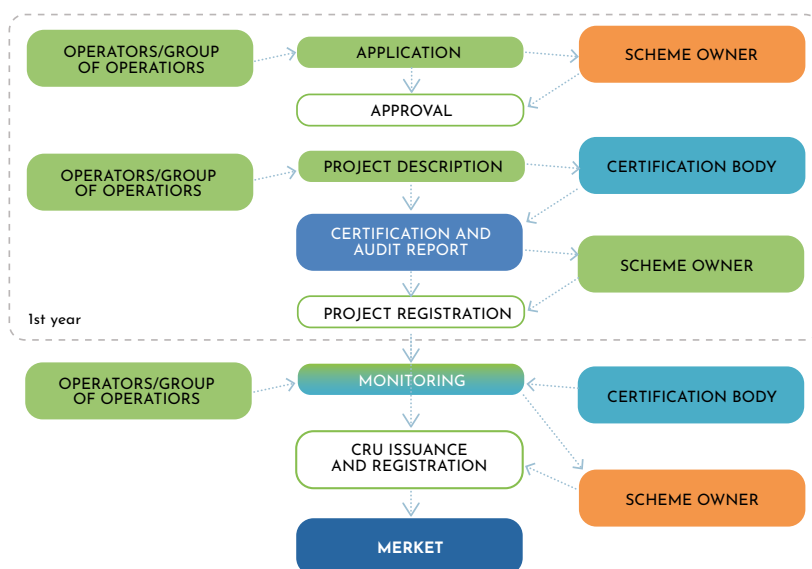 OPERATORS/GROUP
OF OPERATIORS
APPLICATION
SCHEME OWNER
APPROVAL
OPERATORS/GROUP
OF OPERATIORS
PROJECT DESCRIPTION
CERTIFICATION BODY
CERTIFICATION AND
AUDIT REPORT
SCHEME OWNER
PROJECT REGISTRATION
1st year
OPERATORS/GROUP
OF OPERATIORS
MONITORING
CERTIFICATION BODY
CRU ISSUANCE
AND REGISTRATION
SCHEME OWNER
MERKET